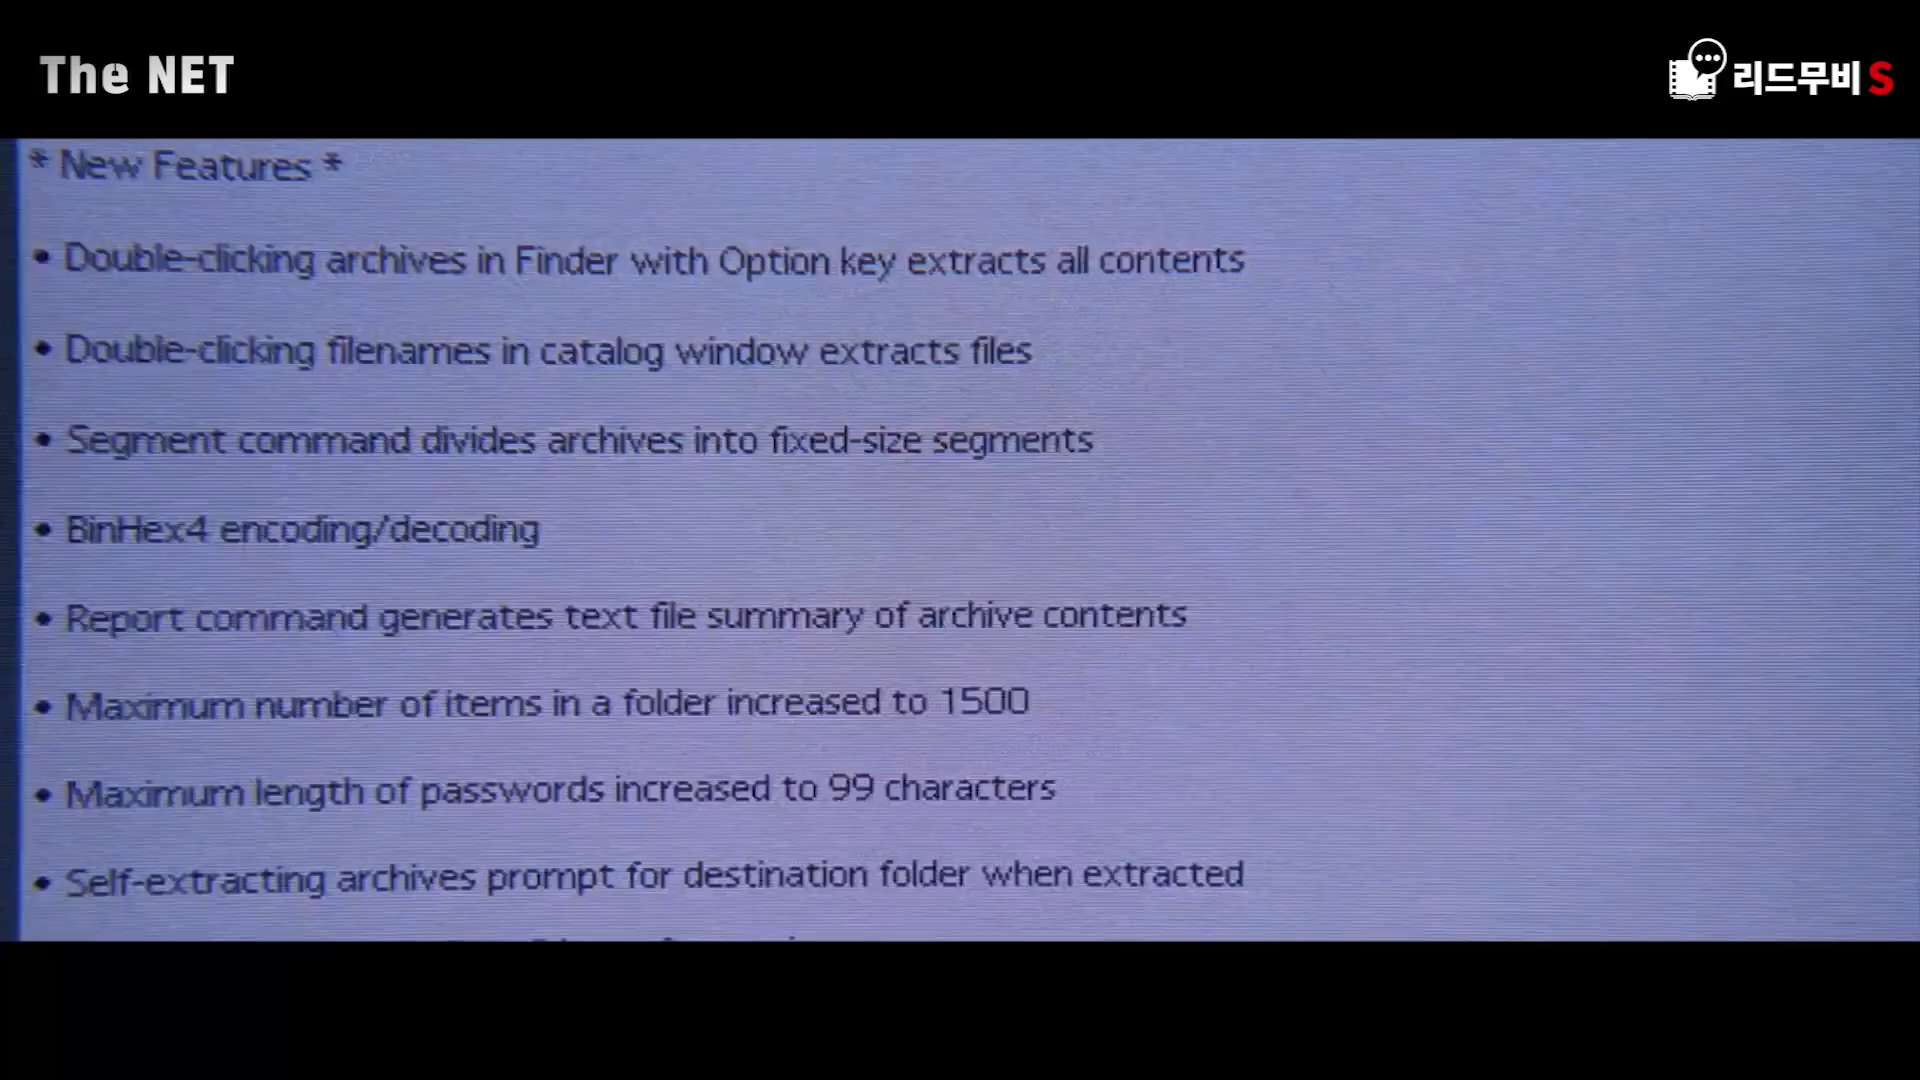 The NET
리드무비 S
* New Features *
• Double-clicking archives in Finder with Option key extracts all contents
• Double-clicking filenames in catalog window extracts files
• Segment command divides archives into fixed-size segments
• BinHex4 encoding/decoding
• Report command generates text file summary of archive contents
• Maximum number of items in a folder increased to 1500
• Maximum length of passwords increased to 99 characters
• Self-extracting archives prompt for destination folder when extracted